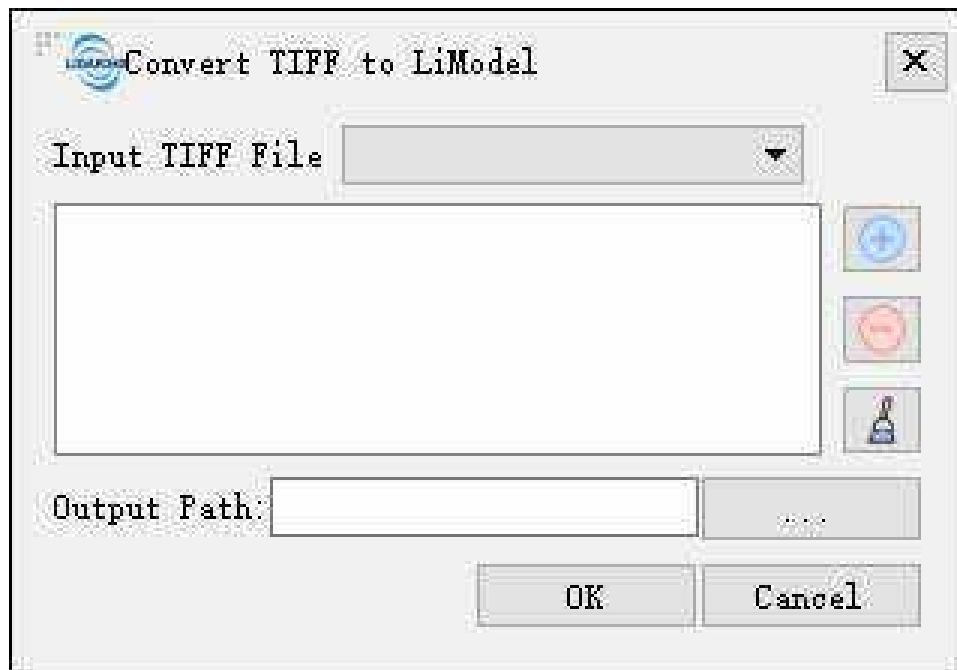 Convert TIFF to LiModel
Input TIFF File
Output Path:
...
OK
Cancel